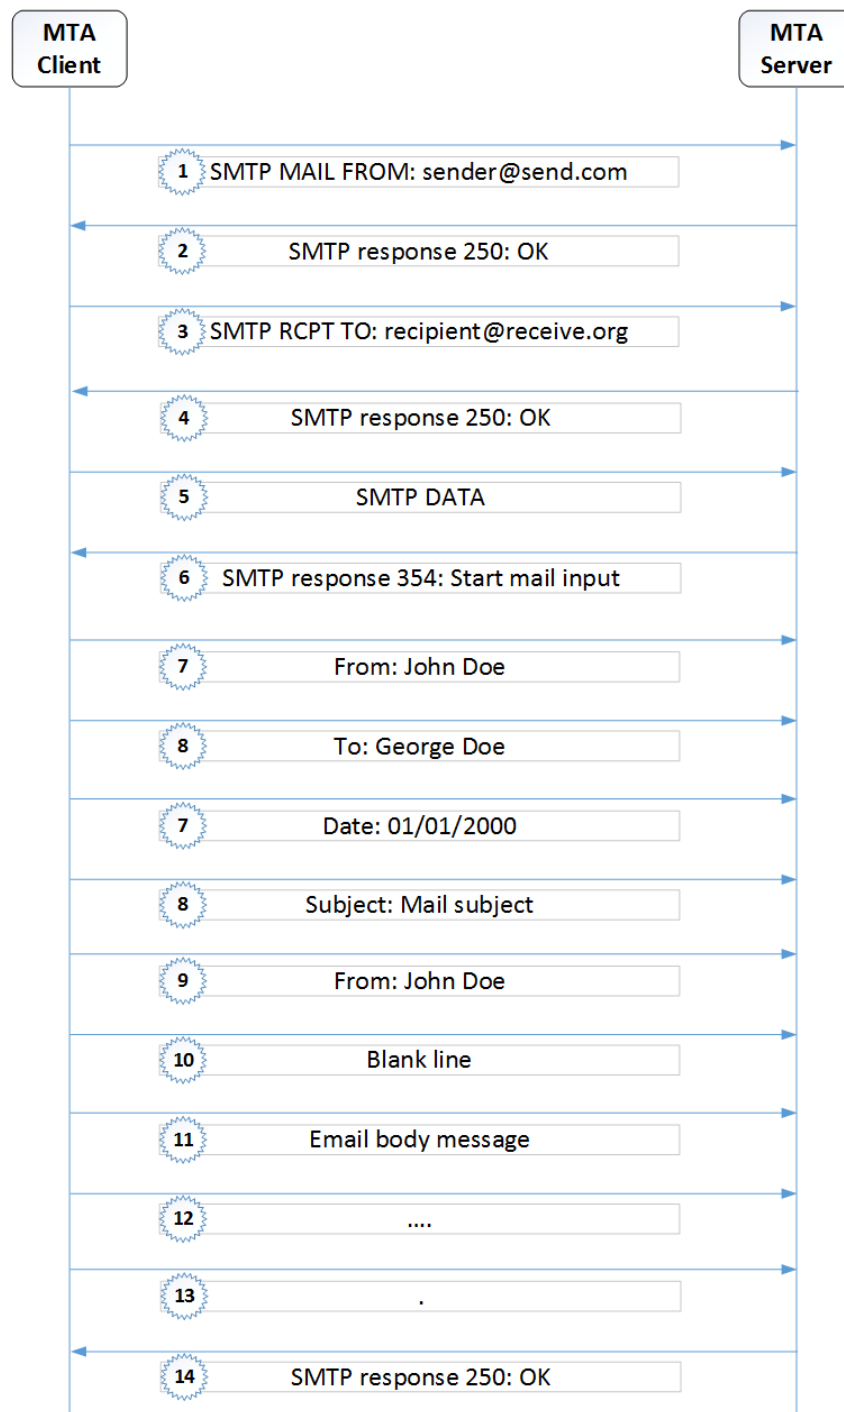 MTA
Client
MTA
Server
1 SMTP MAIL FROM: sender@send.com
2 SMTP response 250: OK
3 SMTP RCPT TO: recipient@receive.org
4 SMTP response 250: OK
5 SMTP DATA
6 SMTP response 354: Start mail input
7 From: John Doe
8 To: George Doe
7 Date: 01/01/2000
8 Subject: Mail subject
9 From: John Doe
10 Blank line
11 Email body message
12 ....
13 .
14 SMTP response 250: OK